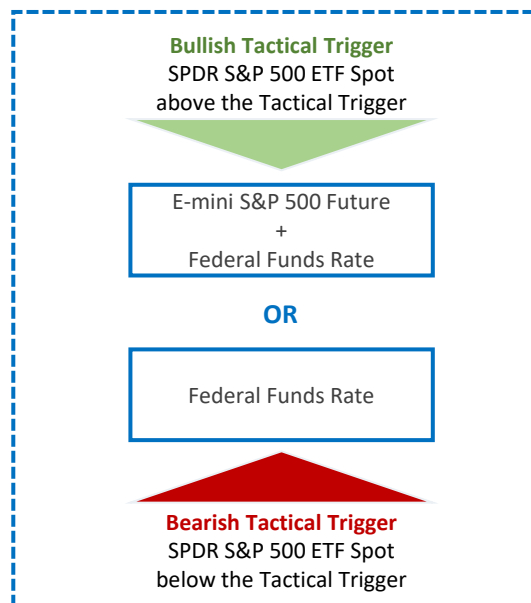 Bullish Tactical Trigger
SPDR S&P 500 ETF Spot
above the Tactical Trigger
E-mini S&P 500 Future
+
Federal Funds Rate
OR
Federal Funds Rate
Bearish Tactical Trigger
SPDR S&P 500 ETF Spot
below the Tactical Trigger